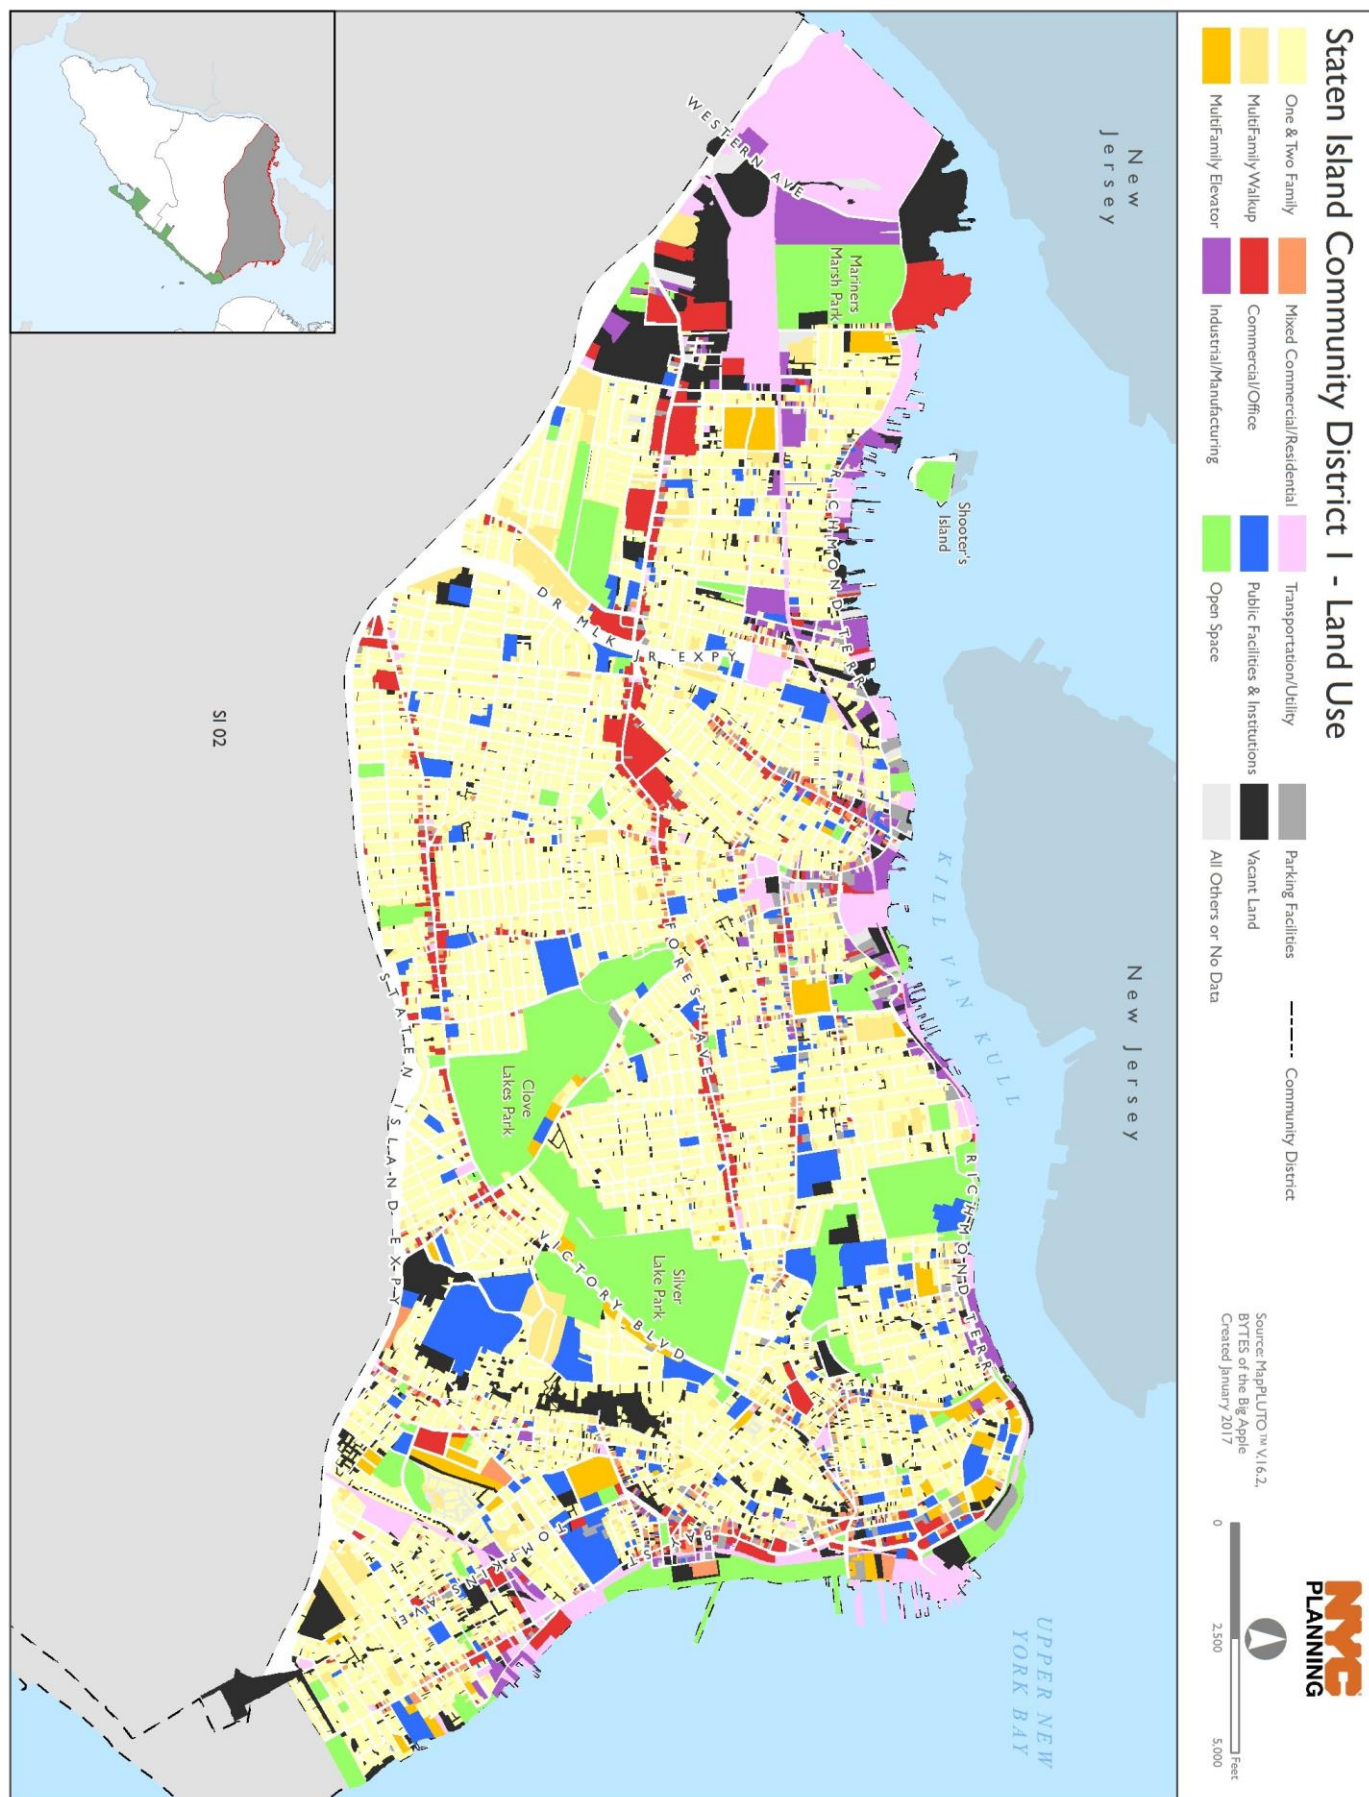 Staten Island Community District 1 - Land Use
One & Two Family
MultiFamily Walkup
MultiFamily Elevator
Mixed Commercial/Residential
Commercial/Office
Industrial/Manufacturing
Transportation/Utility
Public Facilities & Institutions
Open Space
Parking Facilities
Vacant Land
All Others or No Data
Community District
Source: MapPLUTO™ V.16.2,
BYTES of the Big Apple
Created January 2017
0
2,500
5,000
Feet
NYC
PLANNING
New
Jersey
New Jersey
WESTERN AVE
Mariners
Marsh Park
Shooter's
Island
RICHMOND TERR
KILL VAN KULL
DR MLK JR EXPY
FOREST AVE
RICHMOND TERR
Clove
Lakes Park
Silver
Lake Park
VICTORY BLVD
STATEN ISLAND EXPY
BAY ST
TOMPKINS AVE
UPPER NEW
YORK BAY
SI 02